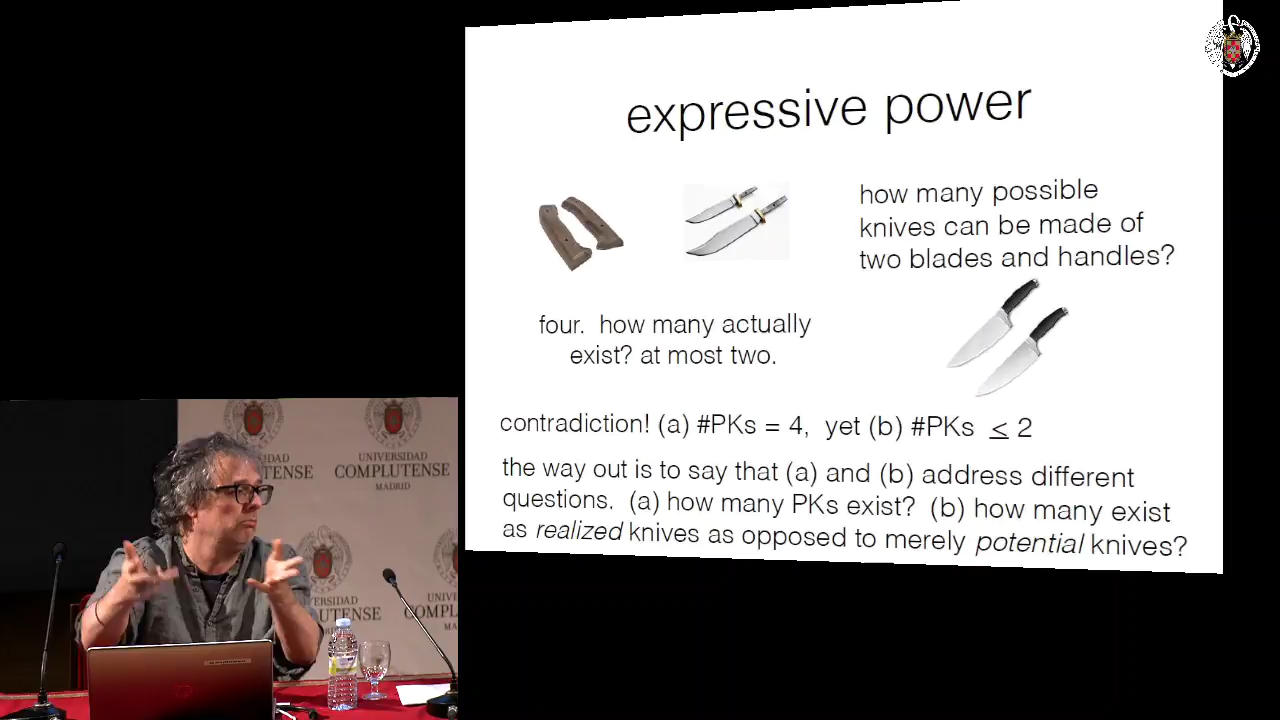 expressive power
how many possible
knives can be made of
two blades and handles?
four. how many actually
exist? at most two.
contradiction! (a) #PKs = 4, yet (b) #PKs ≤ 2
the way out is to say that (a) and (b) address different
questions. (a) how many PKs exist? (b) how many exist
as realized knives as opposed to merely potential knives?
UNIVERSIDAD
COMPLUTENSE
MADRID
UNIVERSIDAD
COMPLUTENSE
MADRID